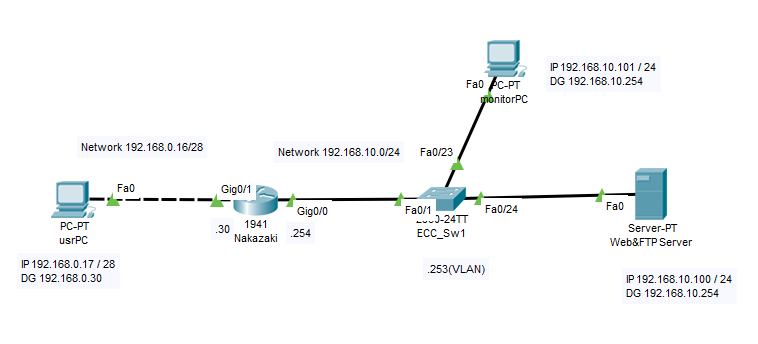 IP 192.168.10.101 / 24
DG 192.168.10.254
Fa0
PC-PT
monitorPC
Network 192.168.0.16/28
Network 192.168.10.0/24
Fa0/23
Fa0
Gig0/1
Gig0/0
Fa0/1
Fa0/24
Fa0
PC-PT
usrPC
.30
1941
Nakazaki
.254
24TT
ECC_Sw1
Server-PT
Web&FTP Server
IP 192.168.0.17 / 28
DG 192.168.0.30
.253(VLAN)
IP 192.168.10.100 / 24
DG 192.168.10.254